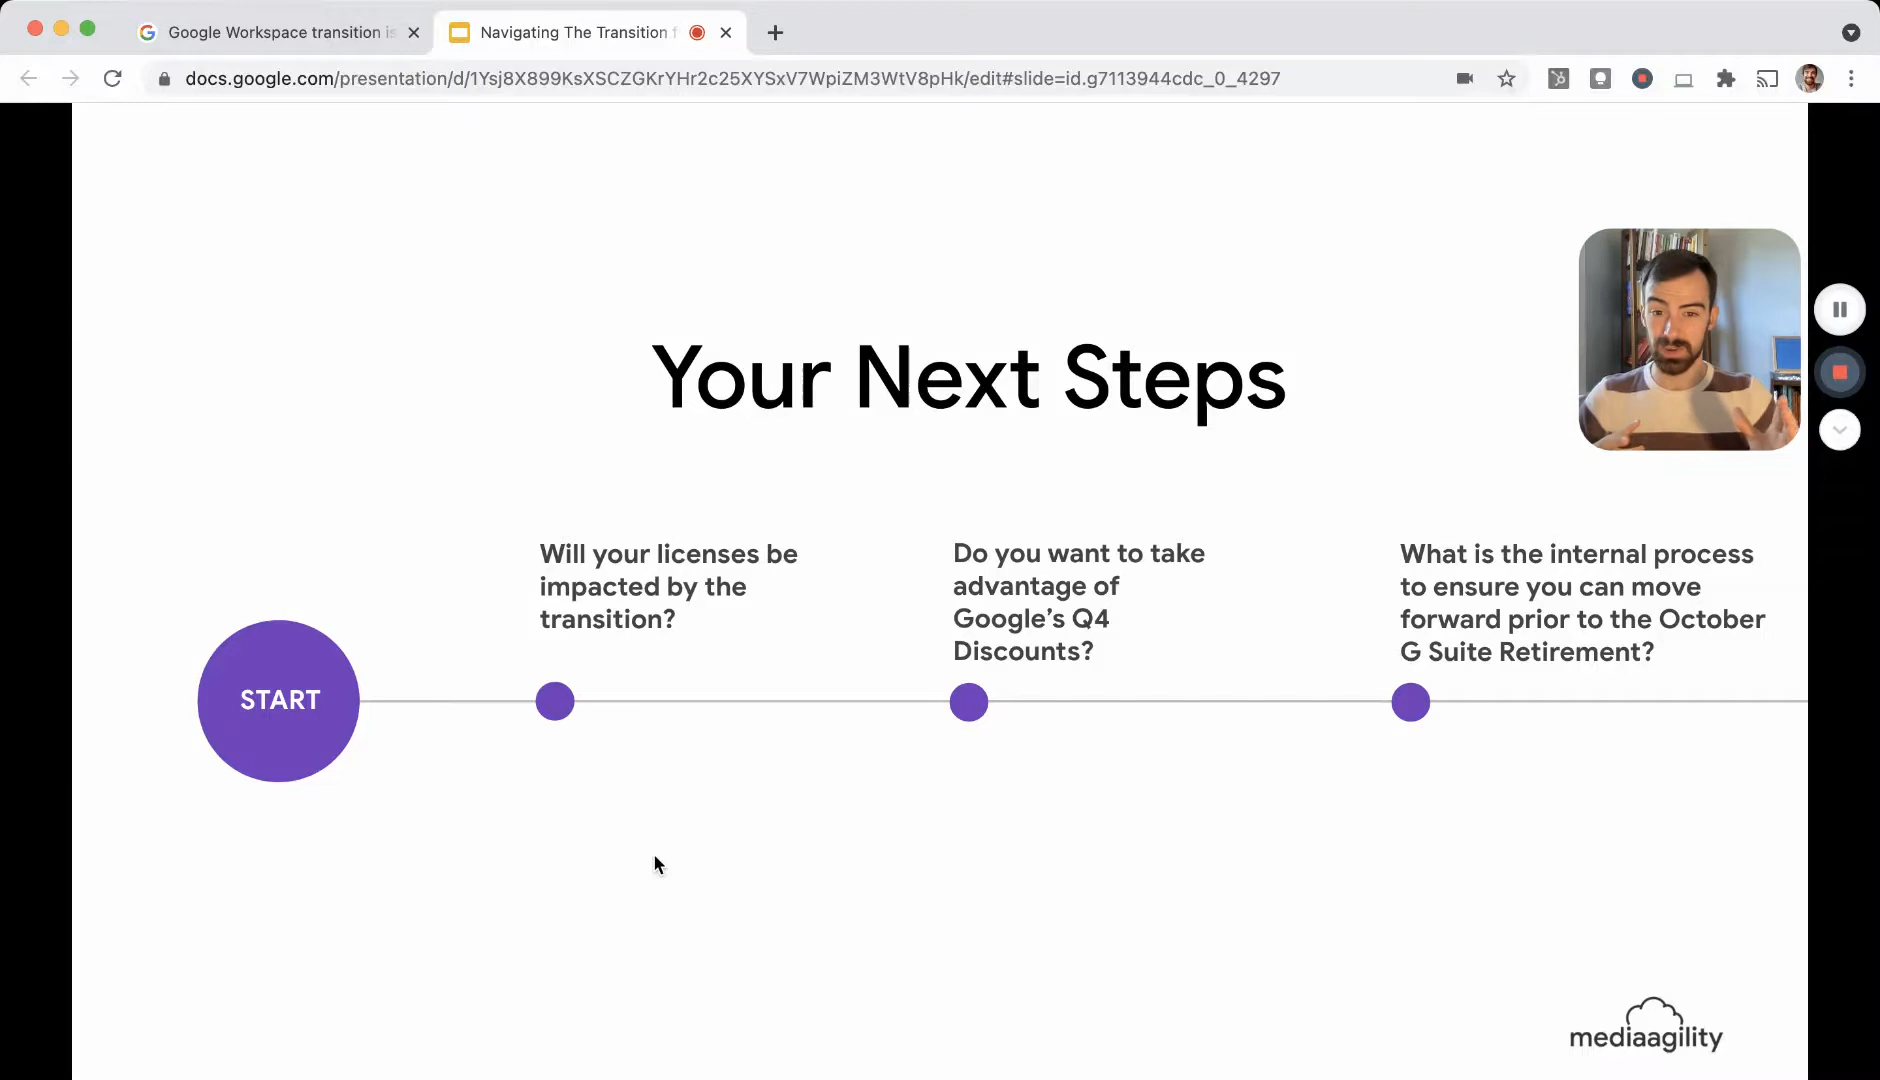 Google Workspace transition is
Navigating The Transition f
docs.google.com/presentation/d/1Ysj8X899KsXSCZGKrYHr2c25XYSxV7WpiZM3WtV8pHk/edit#slide=id.g7113944cdc_0_4297
Your Next Steps
START
Will your licenses be
impacted by the
transition?
Do you want to take
advantage of
Google’s Q4
Discounts?
What is the internal process
to ensure you can move
forward prior to the October
G Suite Retirement?
mediaagility